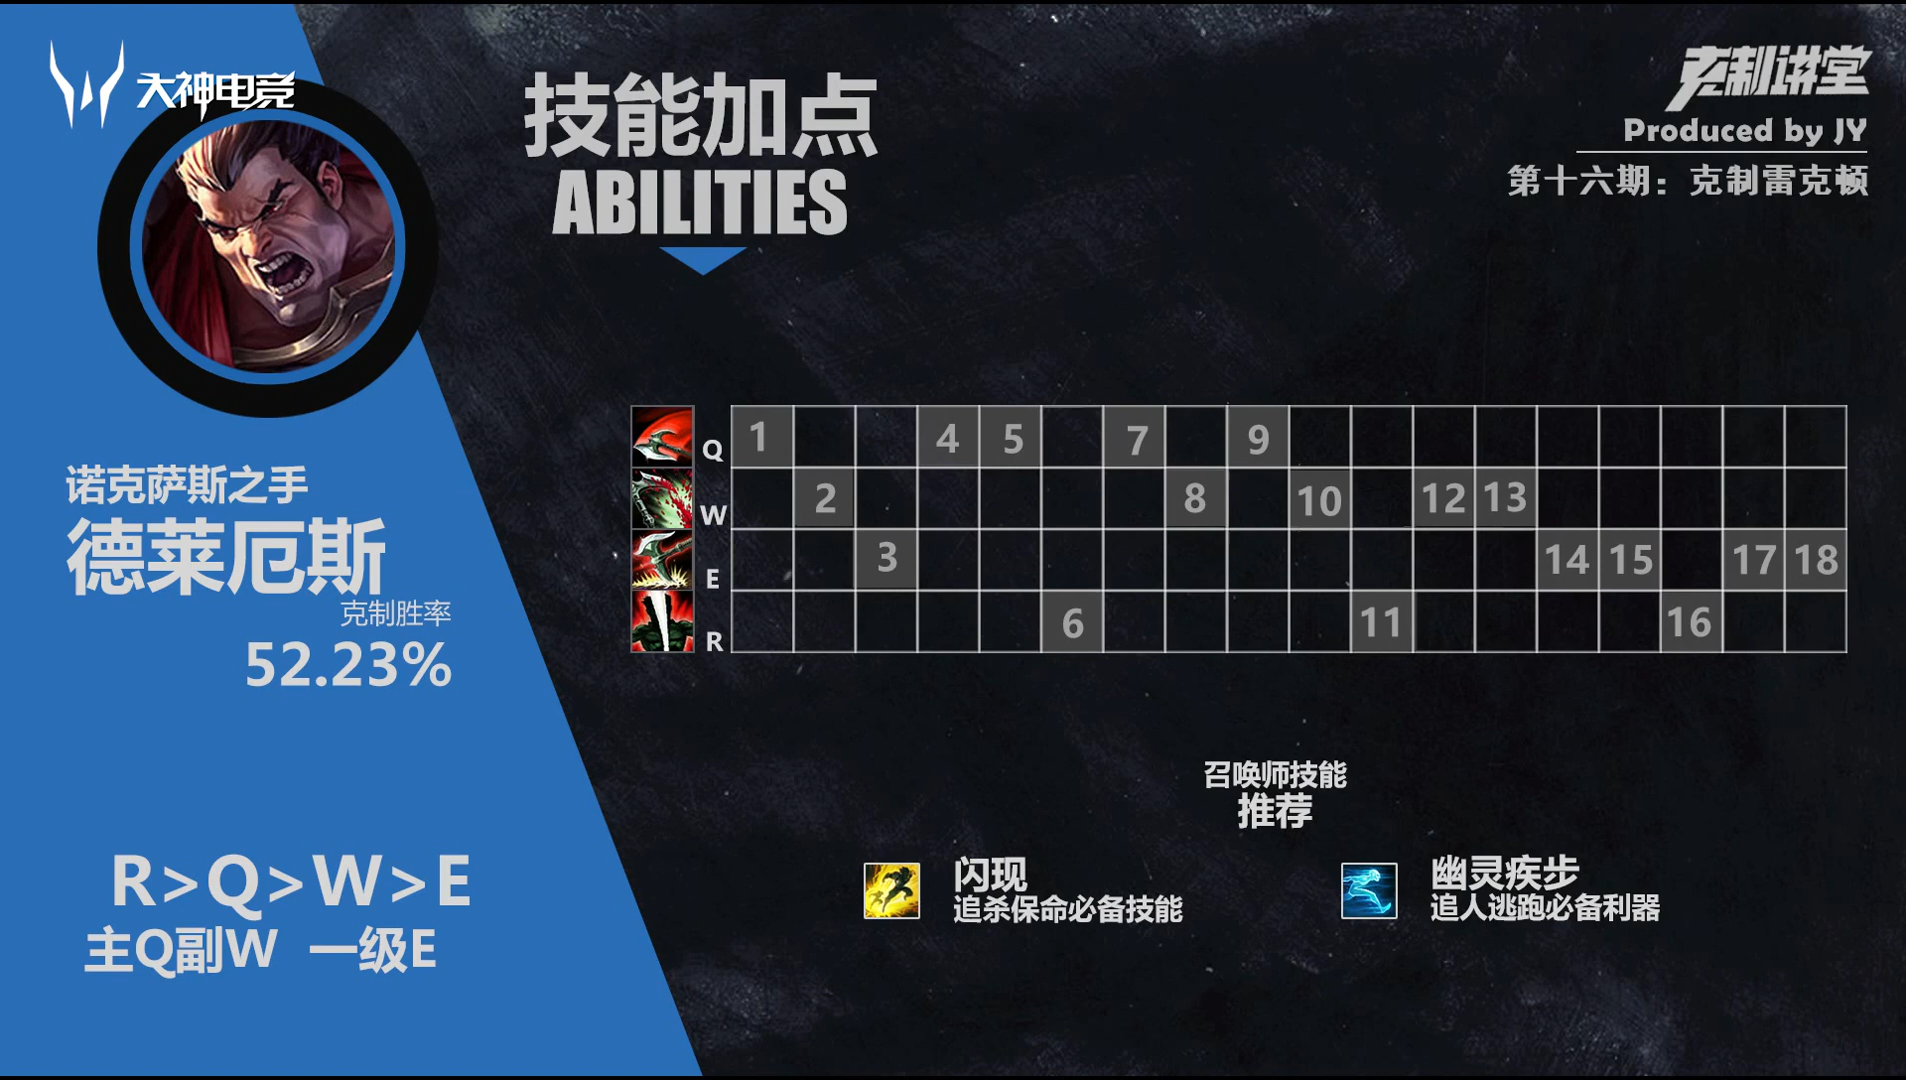 大神电竞
技能加点
ABILITIES
克制讲堂
Produced by JY
第十六期：克制雷克顿
诺克萨斯之手
德莱厄斯
克制胜率
52.23%
R>Q>W>E
主Q副W 一级E
Q 1 4 5 7 9
W 2 8 10 12 13
E 3 14 15 17 18
R 6 11 16
召唤师技能
推荐
闪现
追杀保命必备技能
幽灵疾步
追人逃跑必备利器